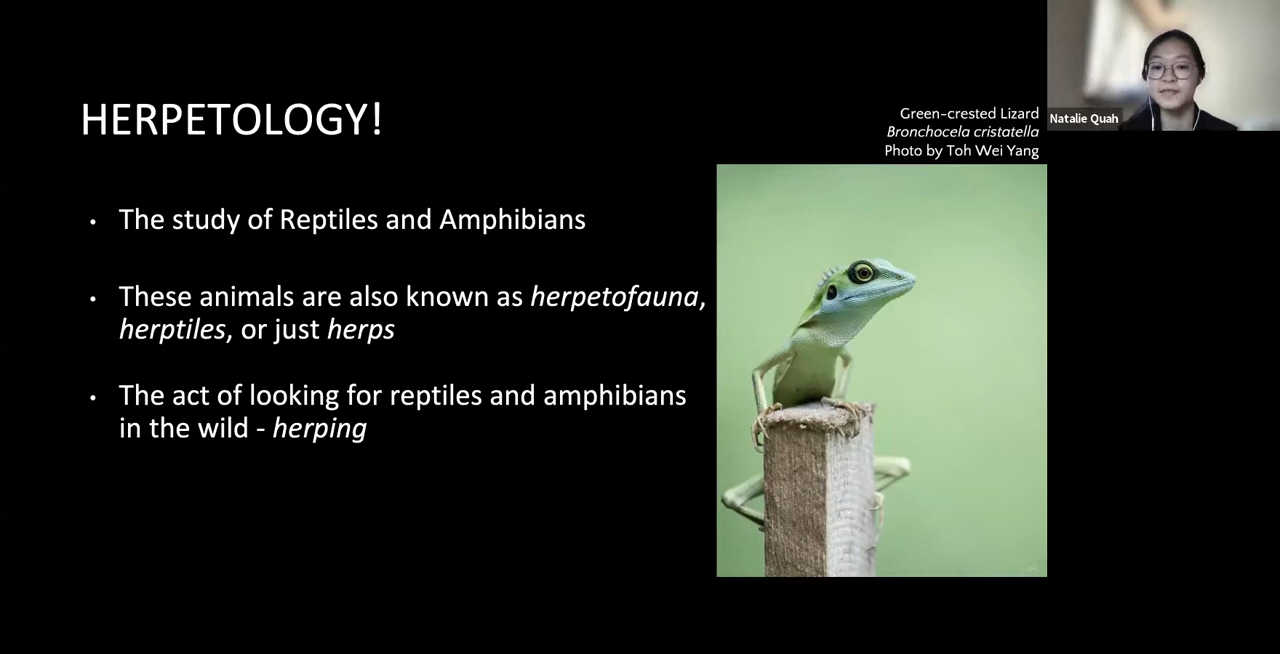 HERPETOLOGY!
• The study of Reptiles and Amphibians
• These animals are also known as herpetofauna,
herptiles, or just herps
• The act of looking for reptiles and amphibians
in the wild - herping
Green-crested Lizard
Bronchocela cristatella
Photo by Toh Wei Yang
Natalie Quah